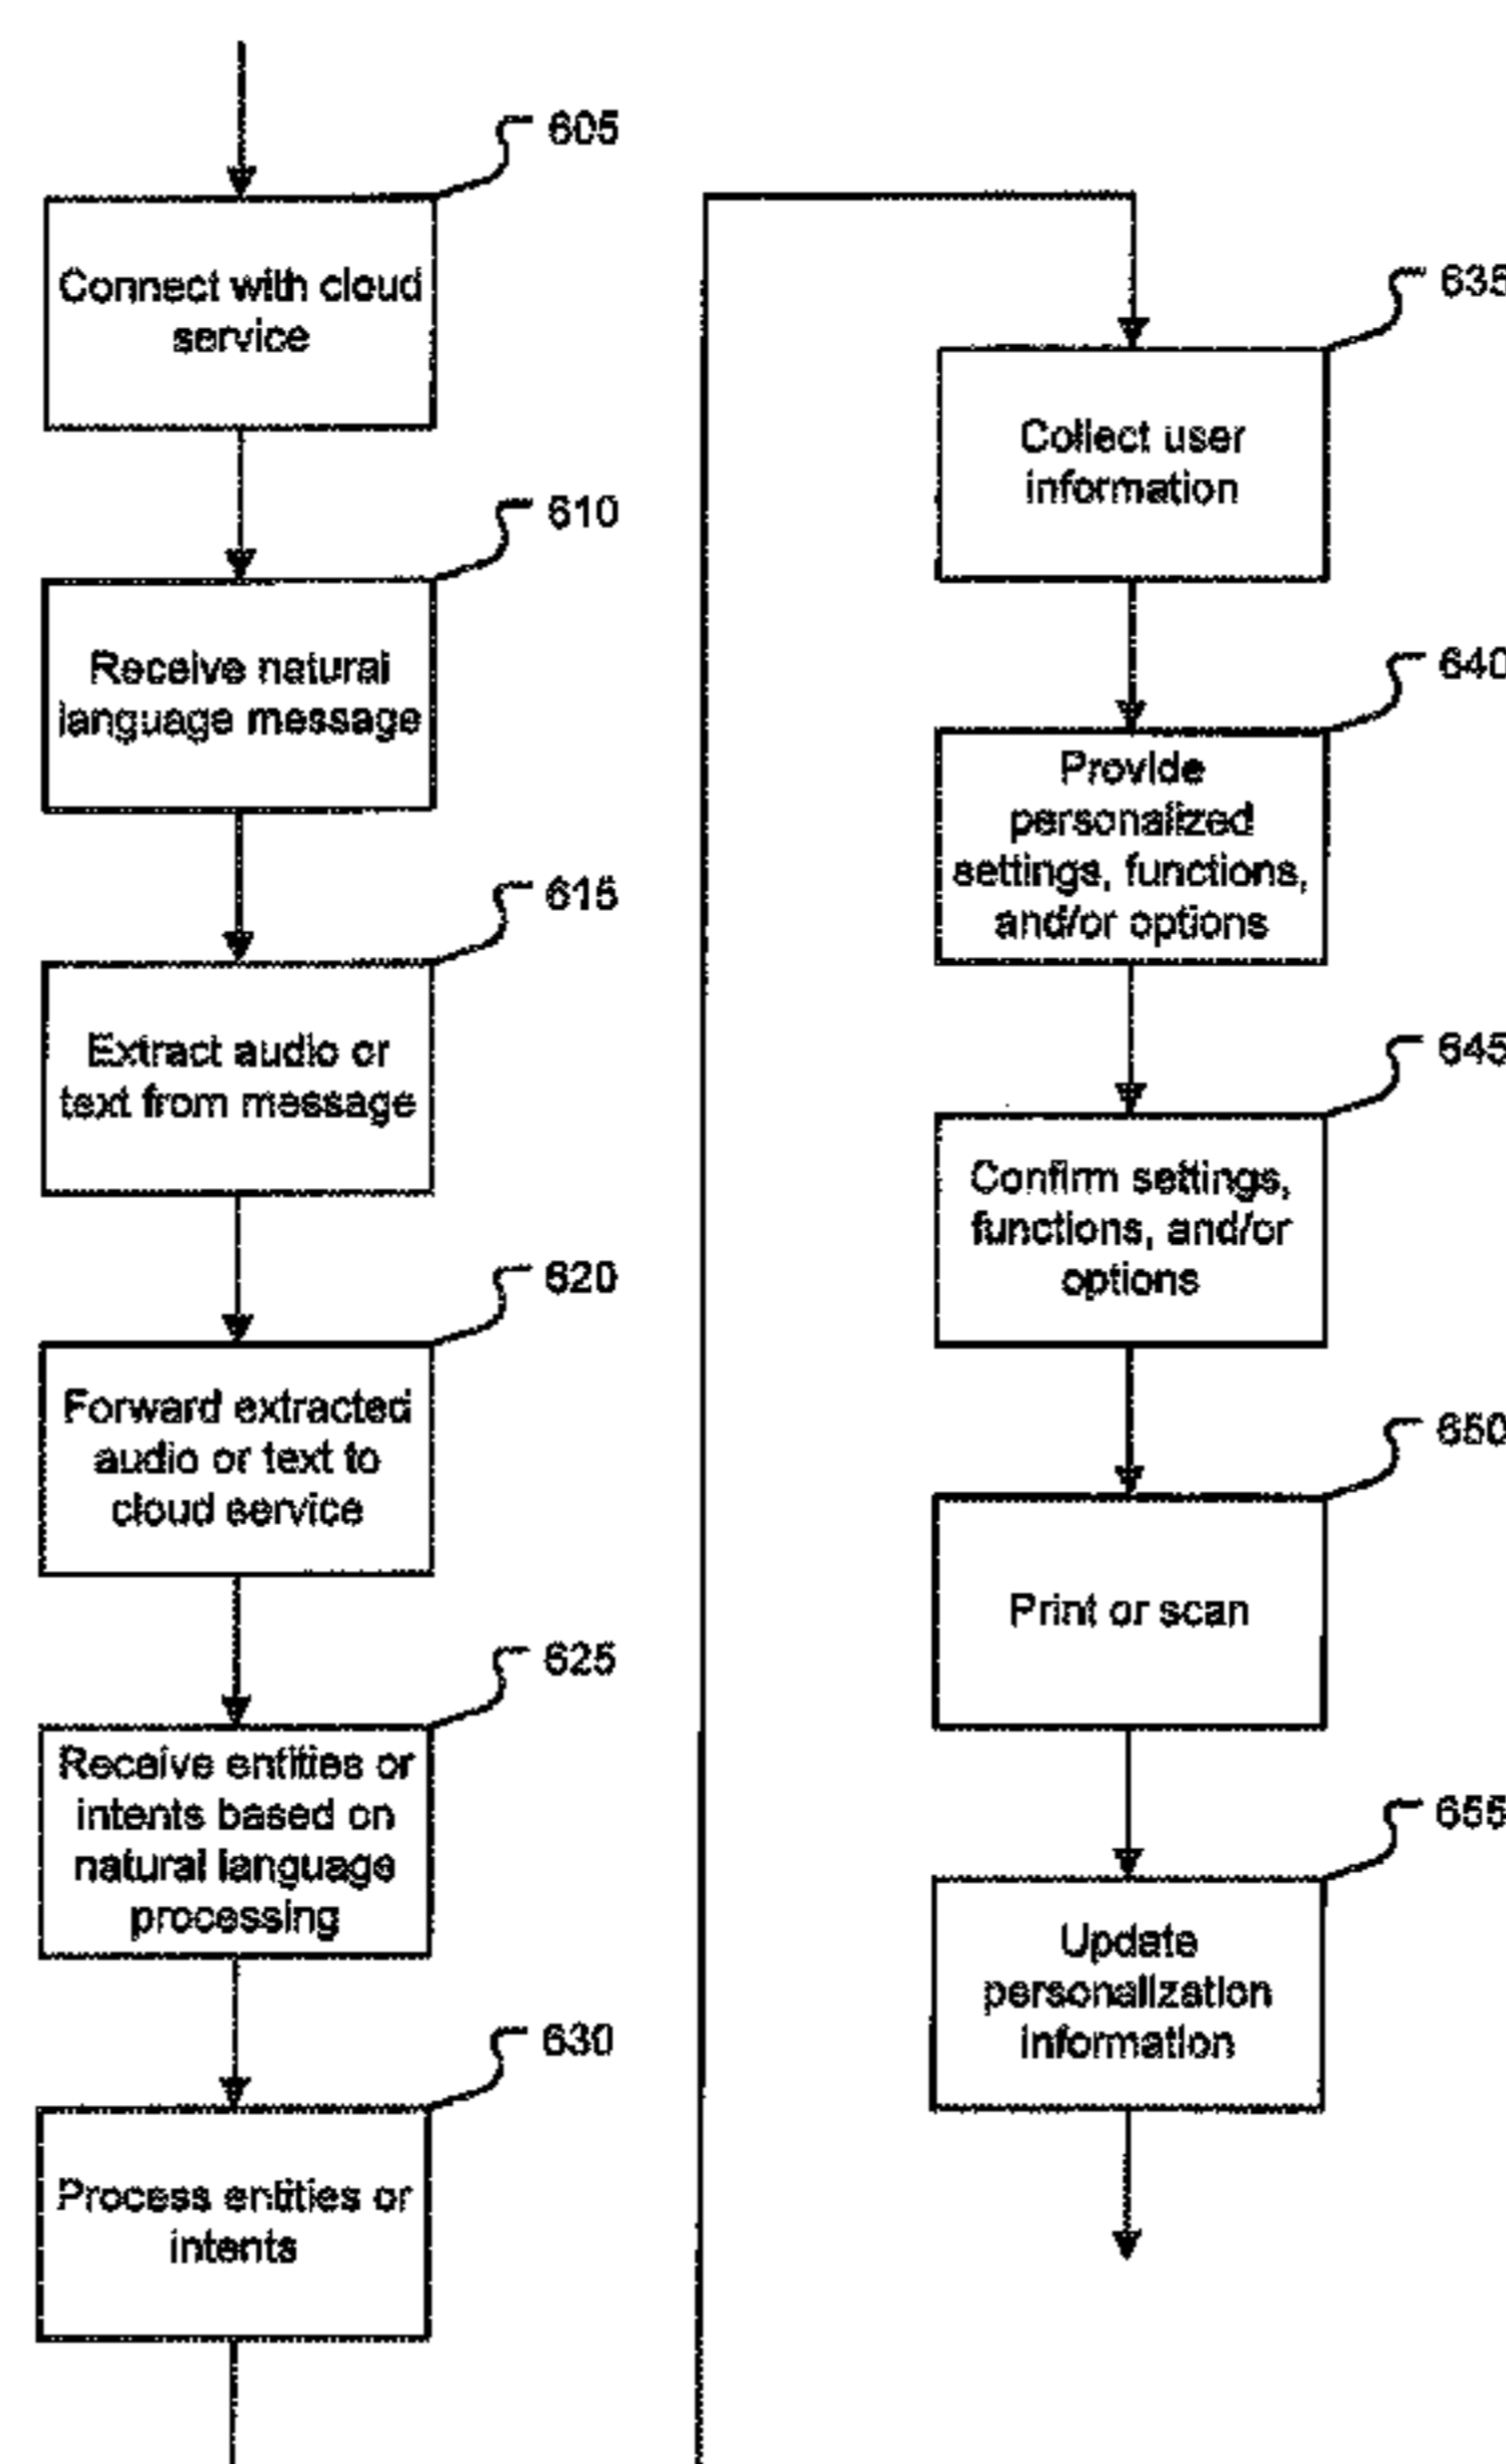 605
Connect with cloud
service
610
Receive natural
language message
615
Extract audio or
text from message
620
Forward extracted
audio or text to
cloud service
625
Receive entities or
intents based on
natural language
processing
630
Process entities or
intents
635
Collect user
information
640
Provide
personalized
settings, functions,
and/or options
645
Confirm settings,
functions, and/or
options
650
Print or scan
655
Update
personalization
information